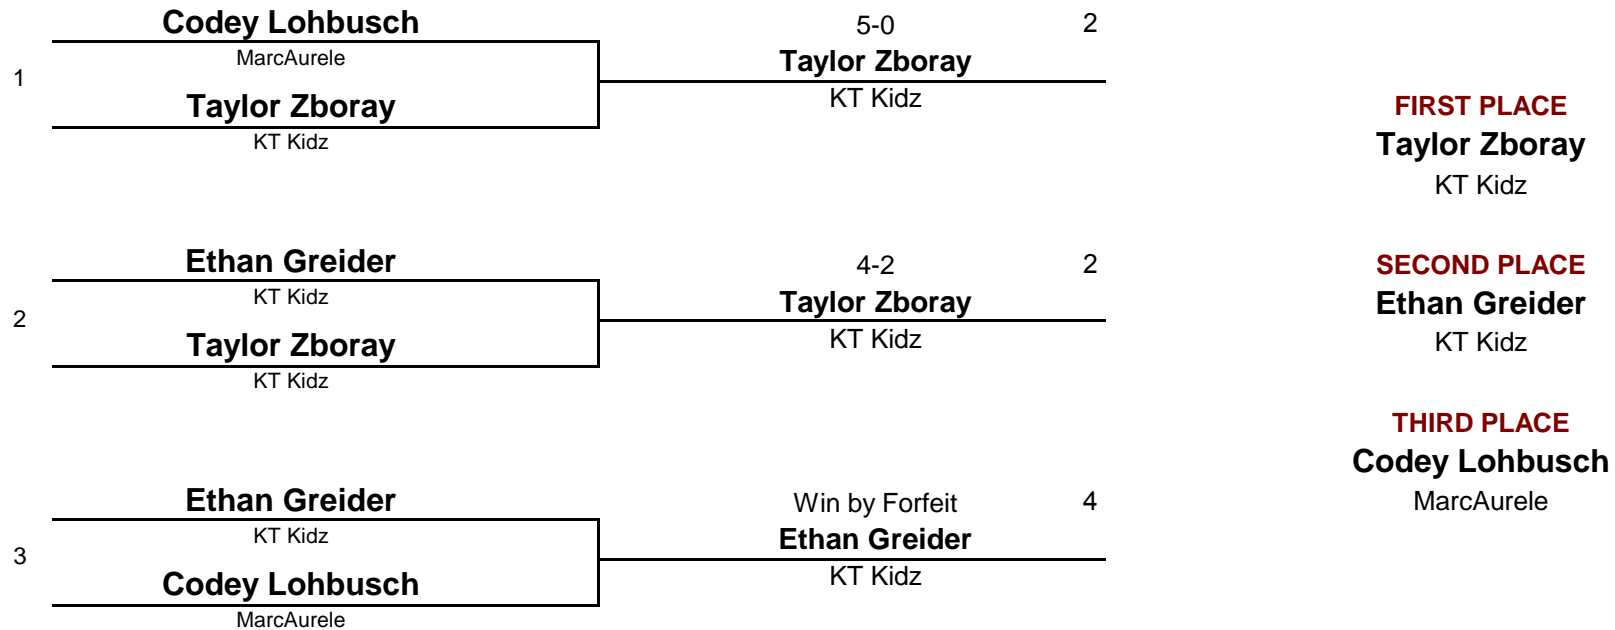 Codey Lohbusch
MarcAurele
1
Taylor Zboray
KT Kidz
5-0
2
Taylor Zboray
KT Kidz
Ethan Greider
KT Kidz
2
Taylor Zboray
KT Kidz
4-2
2
Taylor Zboray
KT Kidz
Ethan Greider
KT Kidz
3
Codey Lohbusch
MarcAurele
Win by Forfeit
4
Ethan Greider
KT Kidz
FIRST PLACE
Taylor Zboray
KT Kidz
SECOND PLACE
Ethan Greider
KT Kidz
THIRD PLACE
Codey Lohbusch
MarcAurele